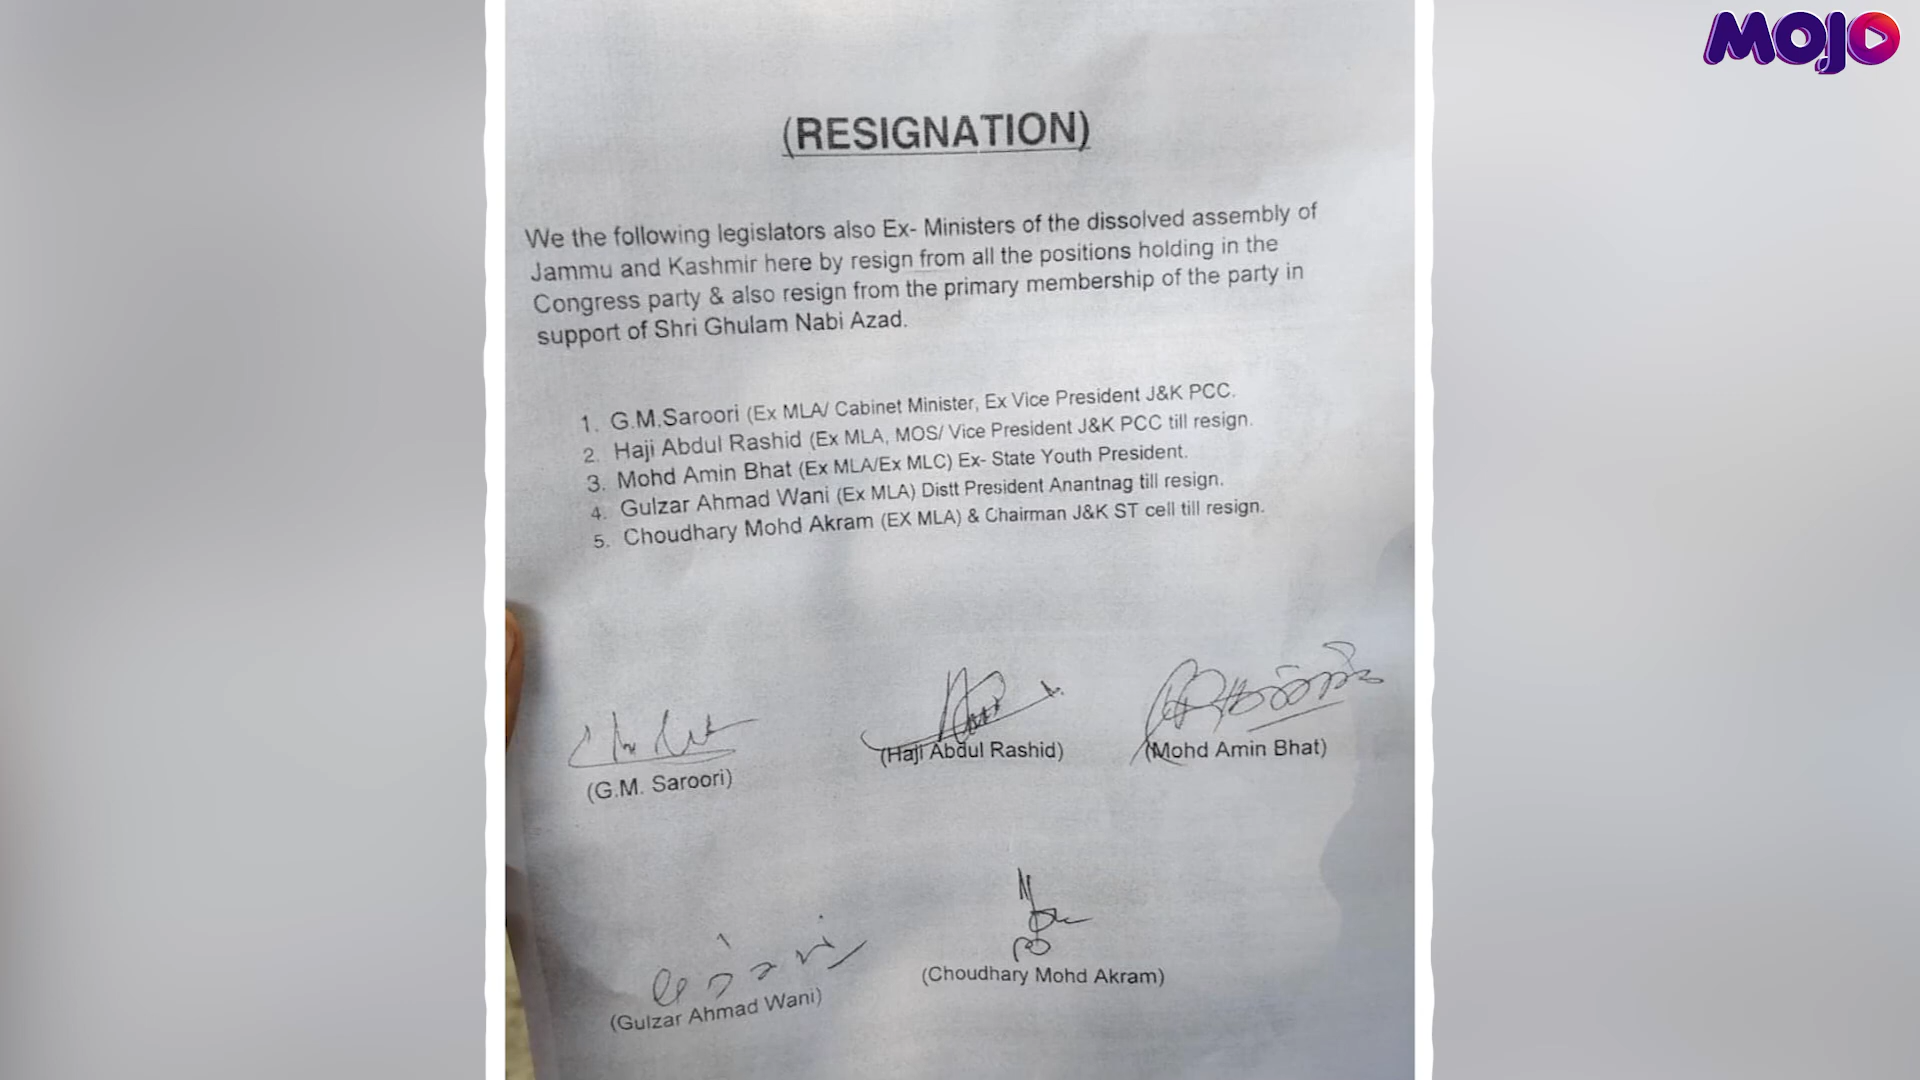 MOJO
(RESIGNATION)
We the following legislators also Ex- Ministers of the dissolved assembly of
Jammu and Kashmir here by resign from all the positions holding in the
Congress party & also resign from the primary membership of the party in
support of Shri Ghulam Nabi Azad.
1. G.M.Saroori (Ex MLA/ Cabinet Minister, Ex Vice President J&K PCC.
2. Haji Abdul Rashid (Ex MLA, MOS/ Vice President J&K PCC till resign.
3. Mohd Amin Bhat (Ex MLA/Ex MLC) Ex- State Youth President.
4. Gulzar Ahmad Wani (Ex MLA) Distt President Anantnag till resign.
5. Choudhary Mohd Akram (EX MLA) & Chairman J&K ST cell till resign.
(G.M. Saroori)
(Haji Abdul Rashid)
(Mohd Amin Bhat)
(Gulzar Ahmad Wani)
(Choudhary Mohd Akram)